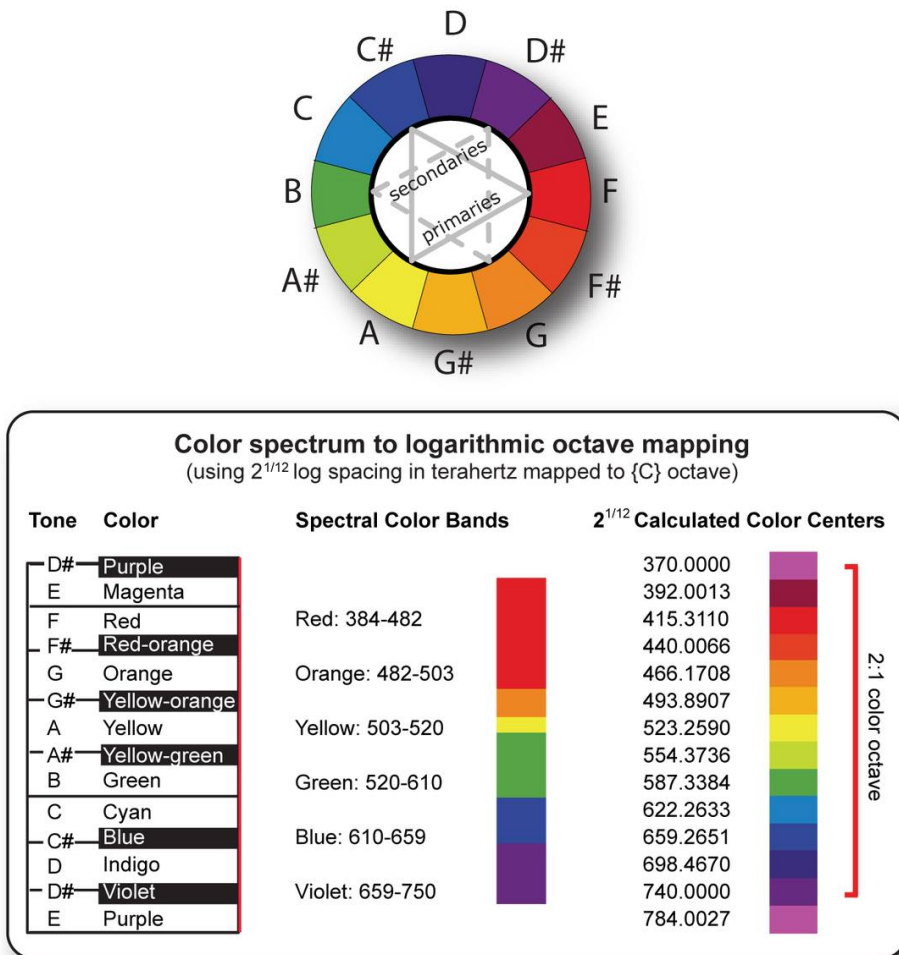 D
C#
D#
C
E
B
F
A#
F#
A
G
G#
secondaries
primaries
Color spectrum to logarithmic octave mapping
(using 2^1/12 log spacing in terahertz mapped to {C} octave)
Tone Color
D# Purple
E Magenta
F Red
F# Red-orange
G Orange
G# Yellow-orange
A Yellow
A# Yellow-green
B Green
C Cyan
C# Blue
D Indigo
D# Violet
E Purple
Spectral Color Bands
Red: 384-482
Orange: 482-503
Yellow: 503-520
Green: 520-610
Blue: 610-659
Violet: 659-750
2^1/12 Calculated Color Centers
370.0000
392.0013
415.3110
440.0066
466.1708
493.8907
523.2590
554.3736
587.3384
622.2633
659.2651
698.4670
740.0000
784.0027
2:1 color octave